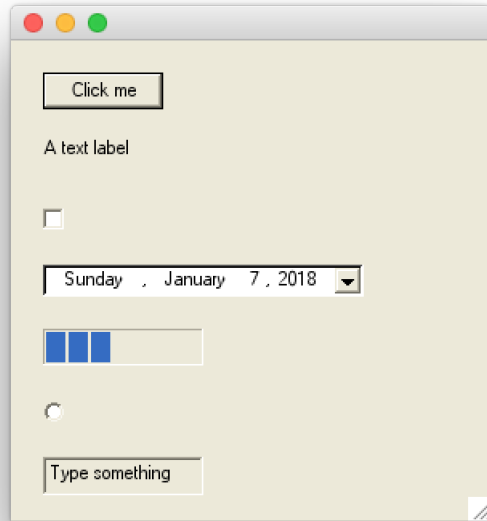 Click me
A text label
Sunday , January 7 , 2018
Type something